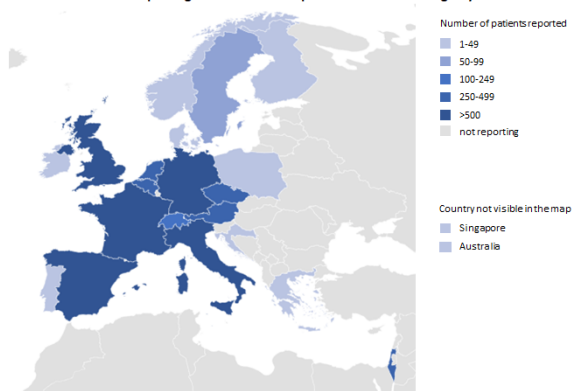 Number of patients reported
1-49
50-99
100-249
250-499
>500
not reporting
Country not visible in the map
Singapore
Australia